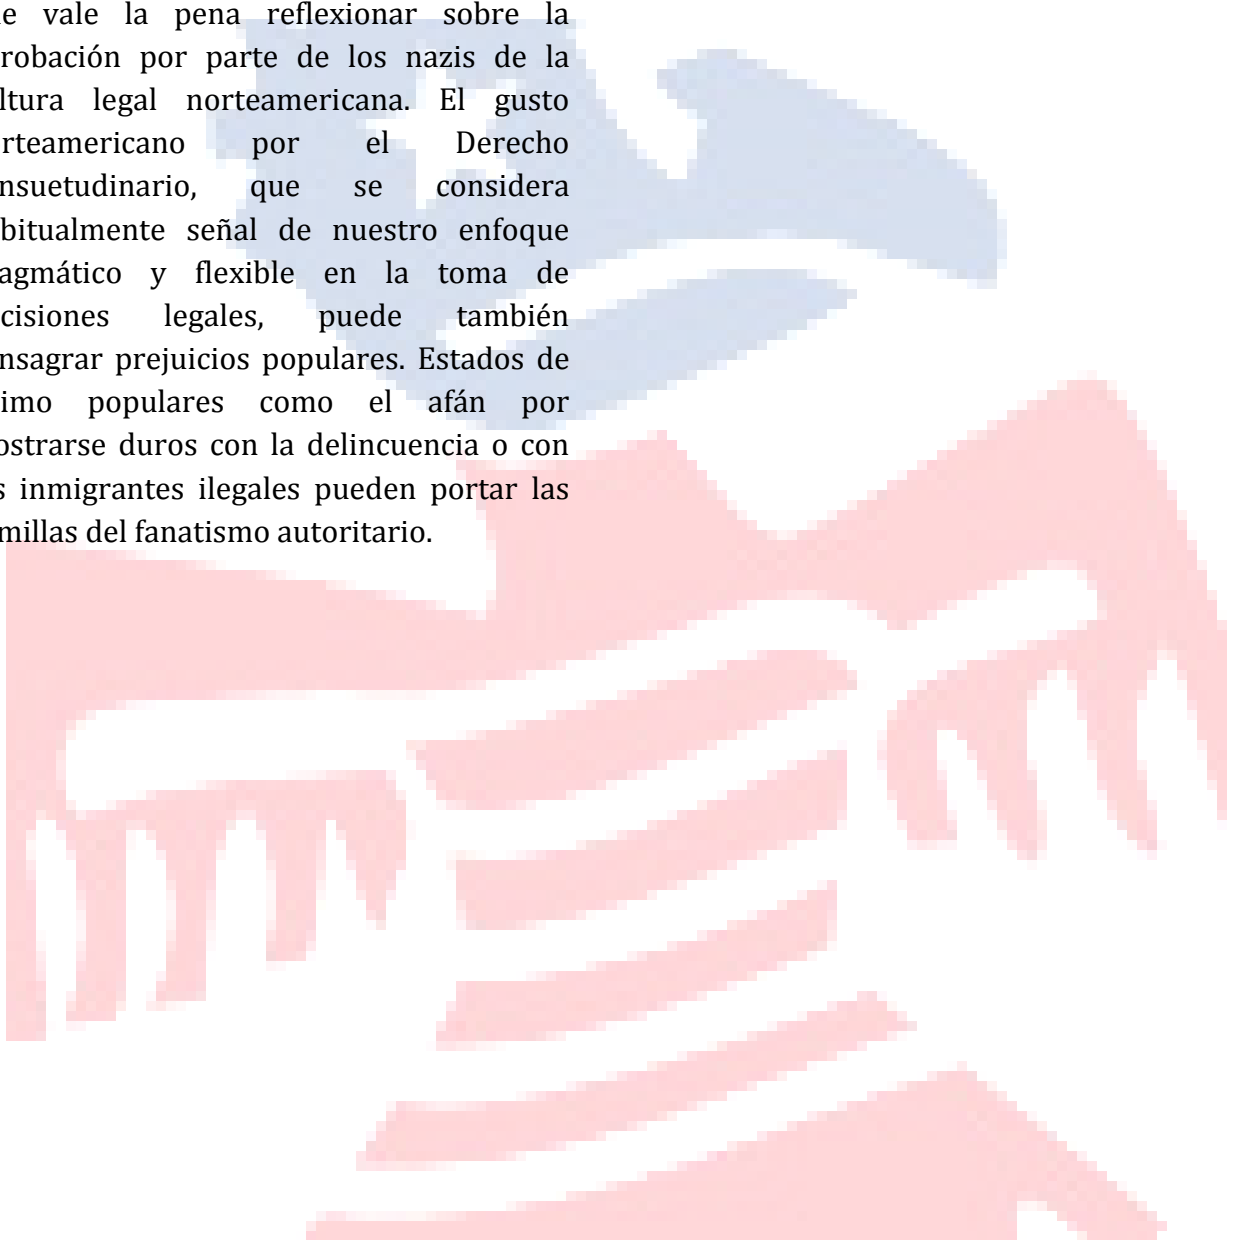 e vale la pena reflexionar sobre la
robación por parte de los nazis de la
ltura legal norteamericana. El gusto
rteamericano por el Derecho
nsuetudinario, que se considera
bitualmente señal de nuestro enfoque
agmático y flexible en la toma de
cisiones legales, puede también
nsagrar prejuicios populares. Estados de
imo populares como el afán por
ostrarse duros con la delincuencia o con
s inmigrantes ilegales pueden portar las
millas del fanatismo autoritario.